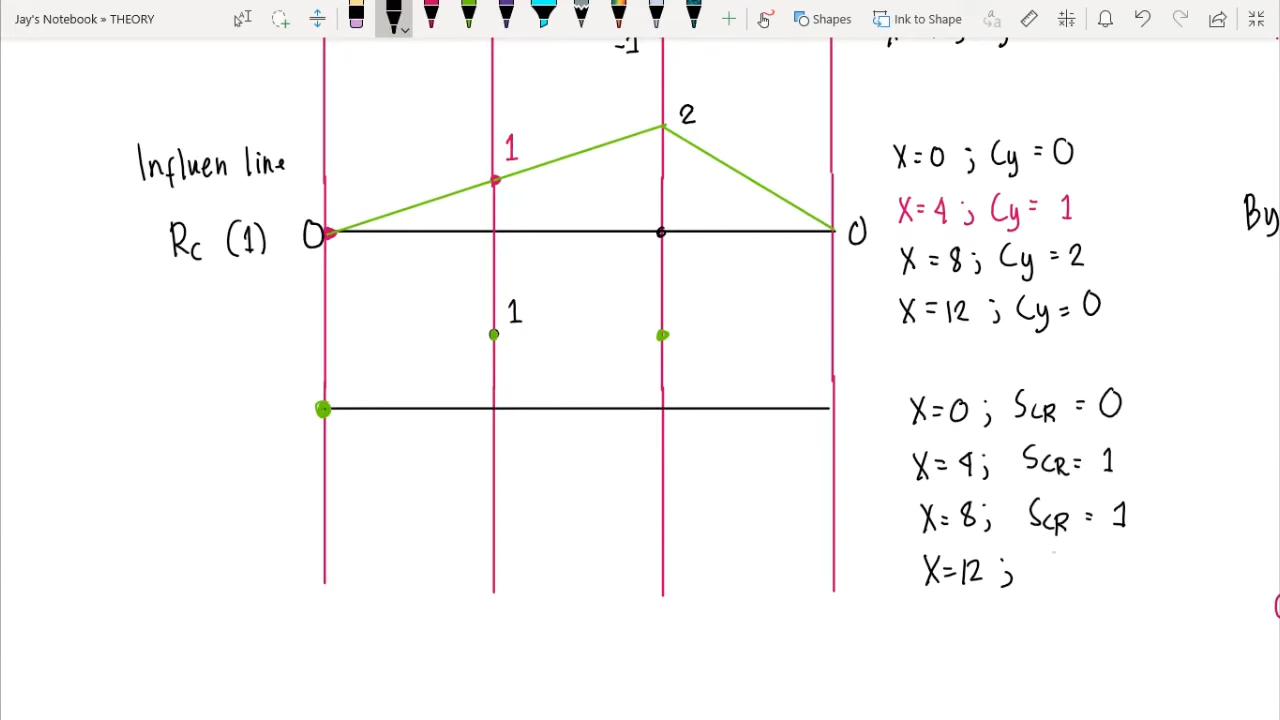 Jay's Notebook » THEORY
Shapes
Ink to Shape
-1
2
1
Influen line
Rc (1)
0
0
X=0 ; Cy = 0
X=4 ; Cy = 1
X=8 ; Cy = 2
X=12 ; Cy = 0
By
1
X=0 ; SCR = 0
X=4 ; SCR = 1
X=8 ; SCR = 1
X=12 ;